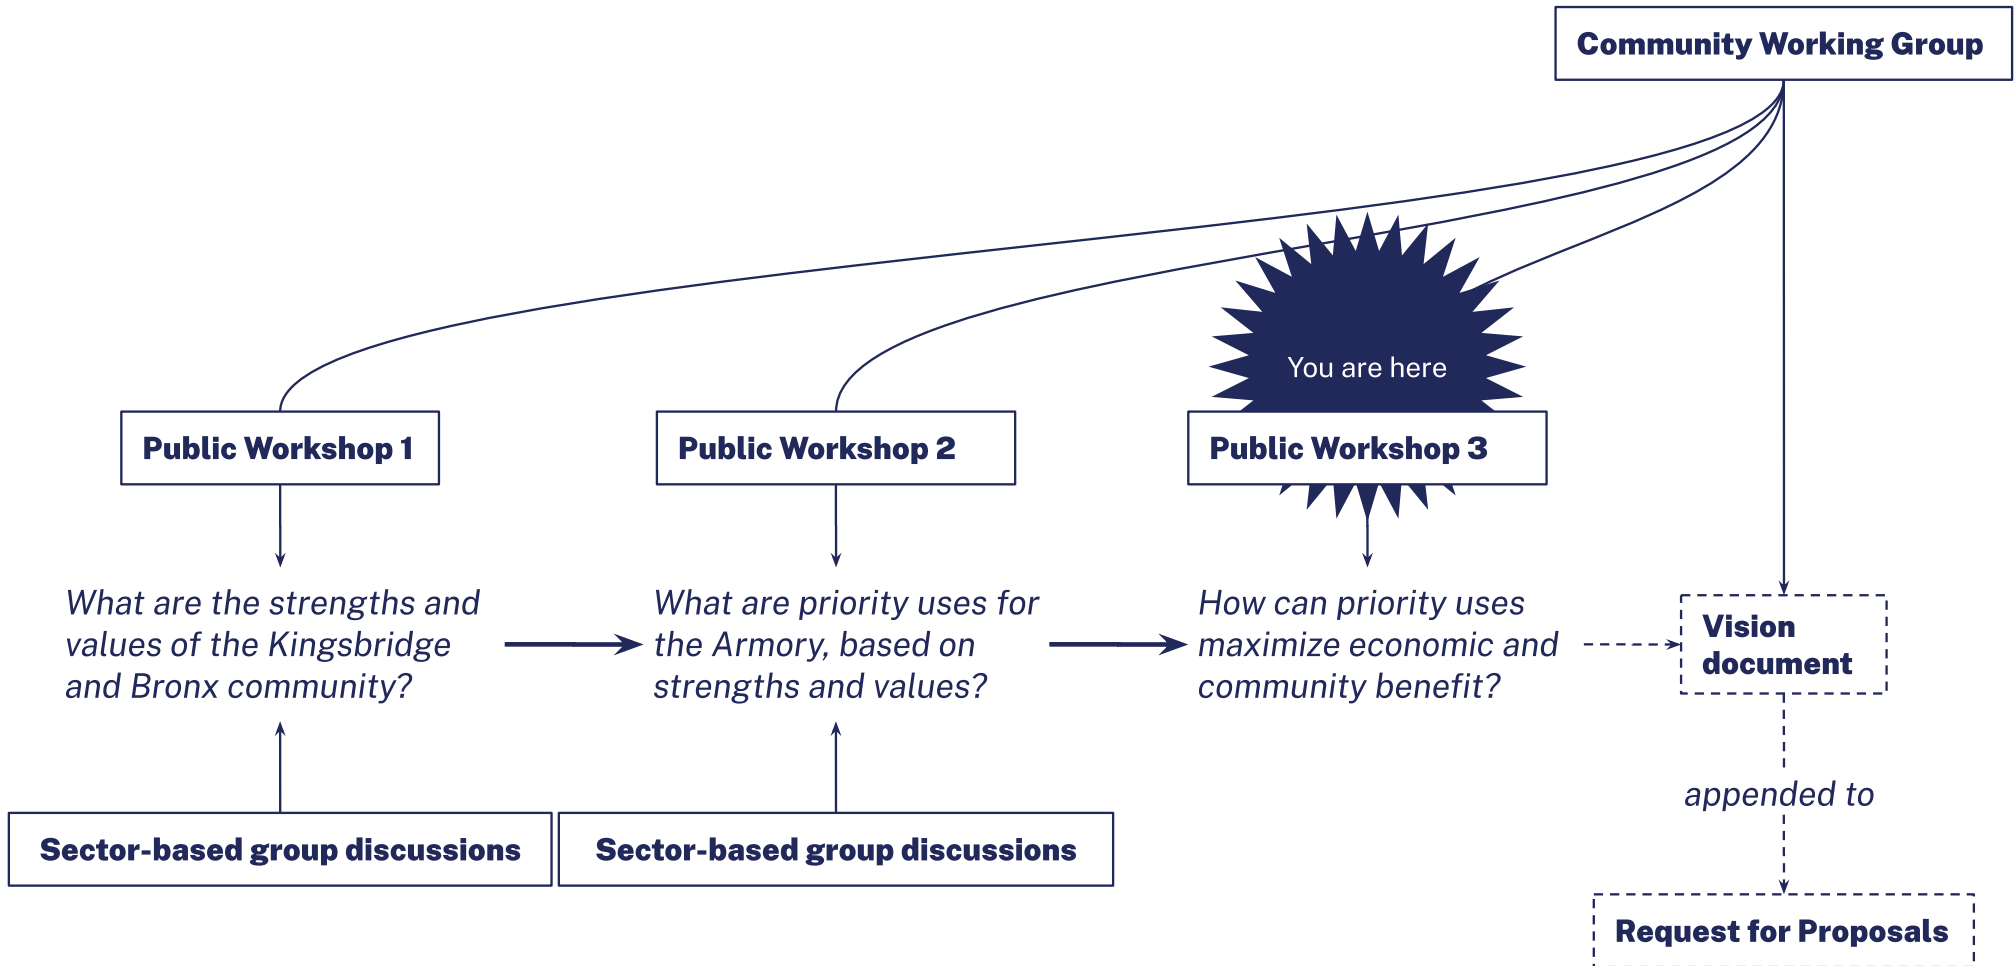 Community Working Group
You are here
Public Workshop 1
Public Workshop 2
Public Workshop 3
What are the strengths and
values of the Kingsbridge
and Bronx community?
What are priority uses for
the Armory, based on
strengths and values?
How can priority uses
maximize economic and
community benefit?
Vision
document
appended to
Sector-based group discussions
Sector-based group discussions
Request for Proposals